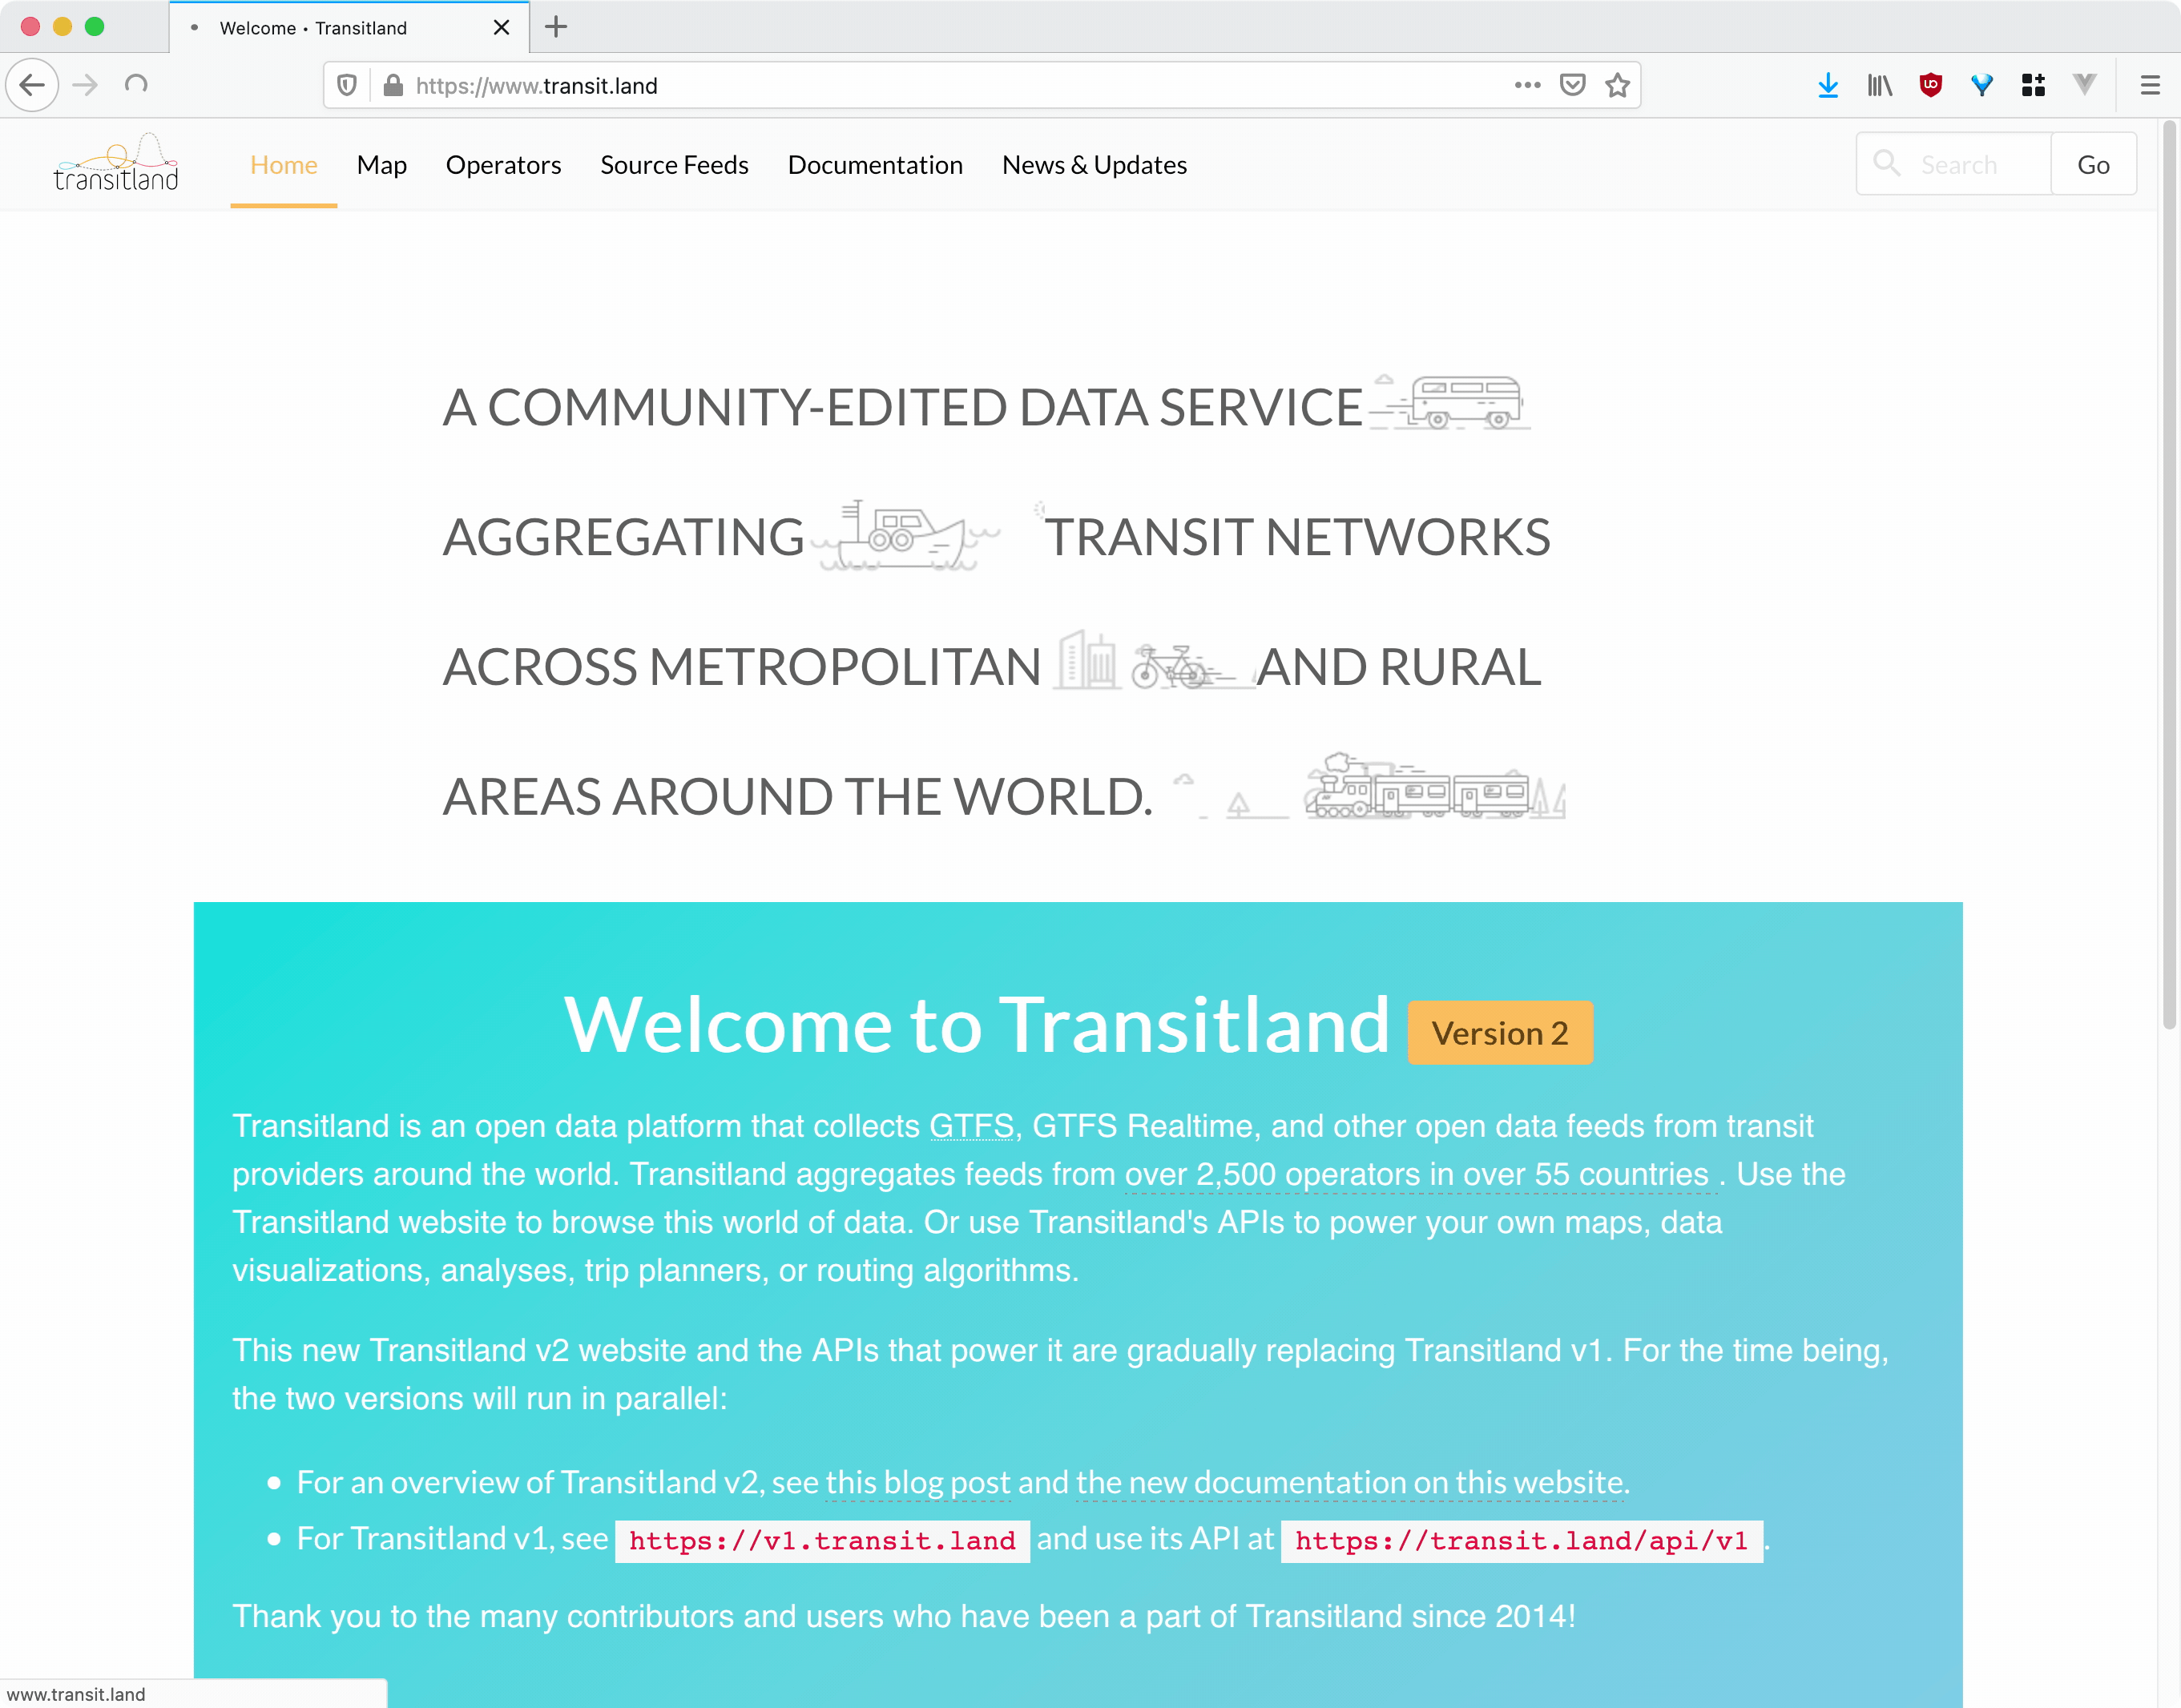 Welcome • Transitland
https://www.transit.land
transitland
Home Map Operators Source Feeds Documentation News & Updates
Search Go
A COMMUNITY-EDITED DATA SERVICE
AGGREGATING TRANSIT NETWORKS
ACROSS METROPOLITAN AND RURAL
AREAS AROUND THE WORLD.
Welcome to Transitland Version 2
Transitland is an open data platform that collects GTFS, GTFS Realtime, and other open data feeds from transit
providers around the world. Transitland aggregates feeds from over 2,500 operators in over 55 countries . Use the
Transitland website to browse this world of data. Or use Transitland's APIs to power your own maps, data
visualizations, analyses, trip planners, or routing algorithms.
This new Transitland v2 website and the APIs that power it are gradually replacing Transitland v1. For the time being,
the two versions will run in parallel:
• For an overview of Transitland v2, see this blog post and the new documentation on this website.
• For Transitland v1, see https://v1.transit.land and use its API at https://transit.land/api/v1 .
Thank you to the many contributors and users who have been a part of Transitland since 2014!
www.transit.land